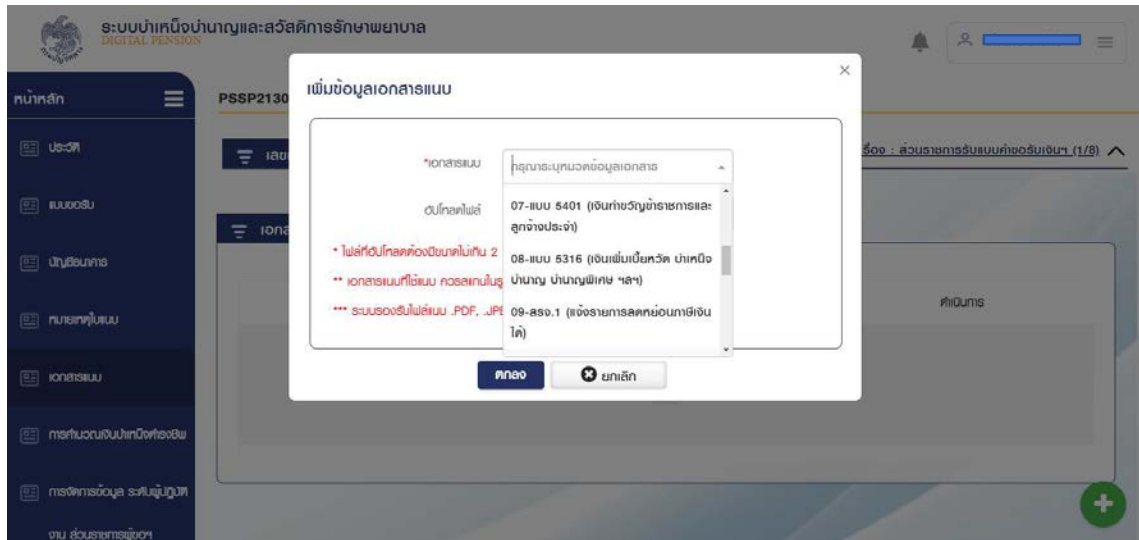 ระบบบำเหน็จบำนาญและสวัสดิการรักษาพยาบาล
DIGITAL PENSION
หน้าหลัก
PSSP2130
ประวัติ
แบบขอรับ
บัญชีธนาคาร
หมายเหตุใบแนบ
เอกสารแนบ
การคำนวณเงินบำเหน็จดำรงชีพ
การจัดการข้อมูล ระดับผู้ปฏิบัติ
งาน ส่วนราชการผู้ขอฯ
เลข
รื่อง : ส่วนราชการรับแบบคำขอรับเงินฯ (1/8)
เอกส
ดำเนินการ
เพิ่มข้อมูลเอกสารแนบ
*เอกสารแนบ
กรุณาระบุหมวดข้อมูลเอกสาร
อัปโหลดไฟล์
07-แบบ 5401 (เงินทำขวัญข้าราชการและ
ลูกจ้างประจำ)
08-แบบ 5316 (เงินเพิ่มเบี้ยหวัด บำเหน็จ
บำนาญ บำนาญพิเศษ ฯลฯ)
09-สรจ.1 (แจ้งรายการลดหย่อนภาษีเงิน
ได้)
* ไฟล์ที่อัปโหลดต้องมีขนาดไม่เกิน 2
** เอกสารแนบที่ใช้แนบ ควรสแกนในรู
*** ระบบรองรับไฟล์แนบ .PDF, .JPE
ตกลง
ยกเลิก